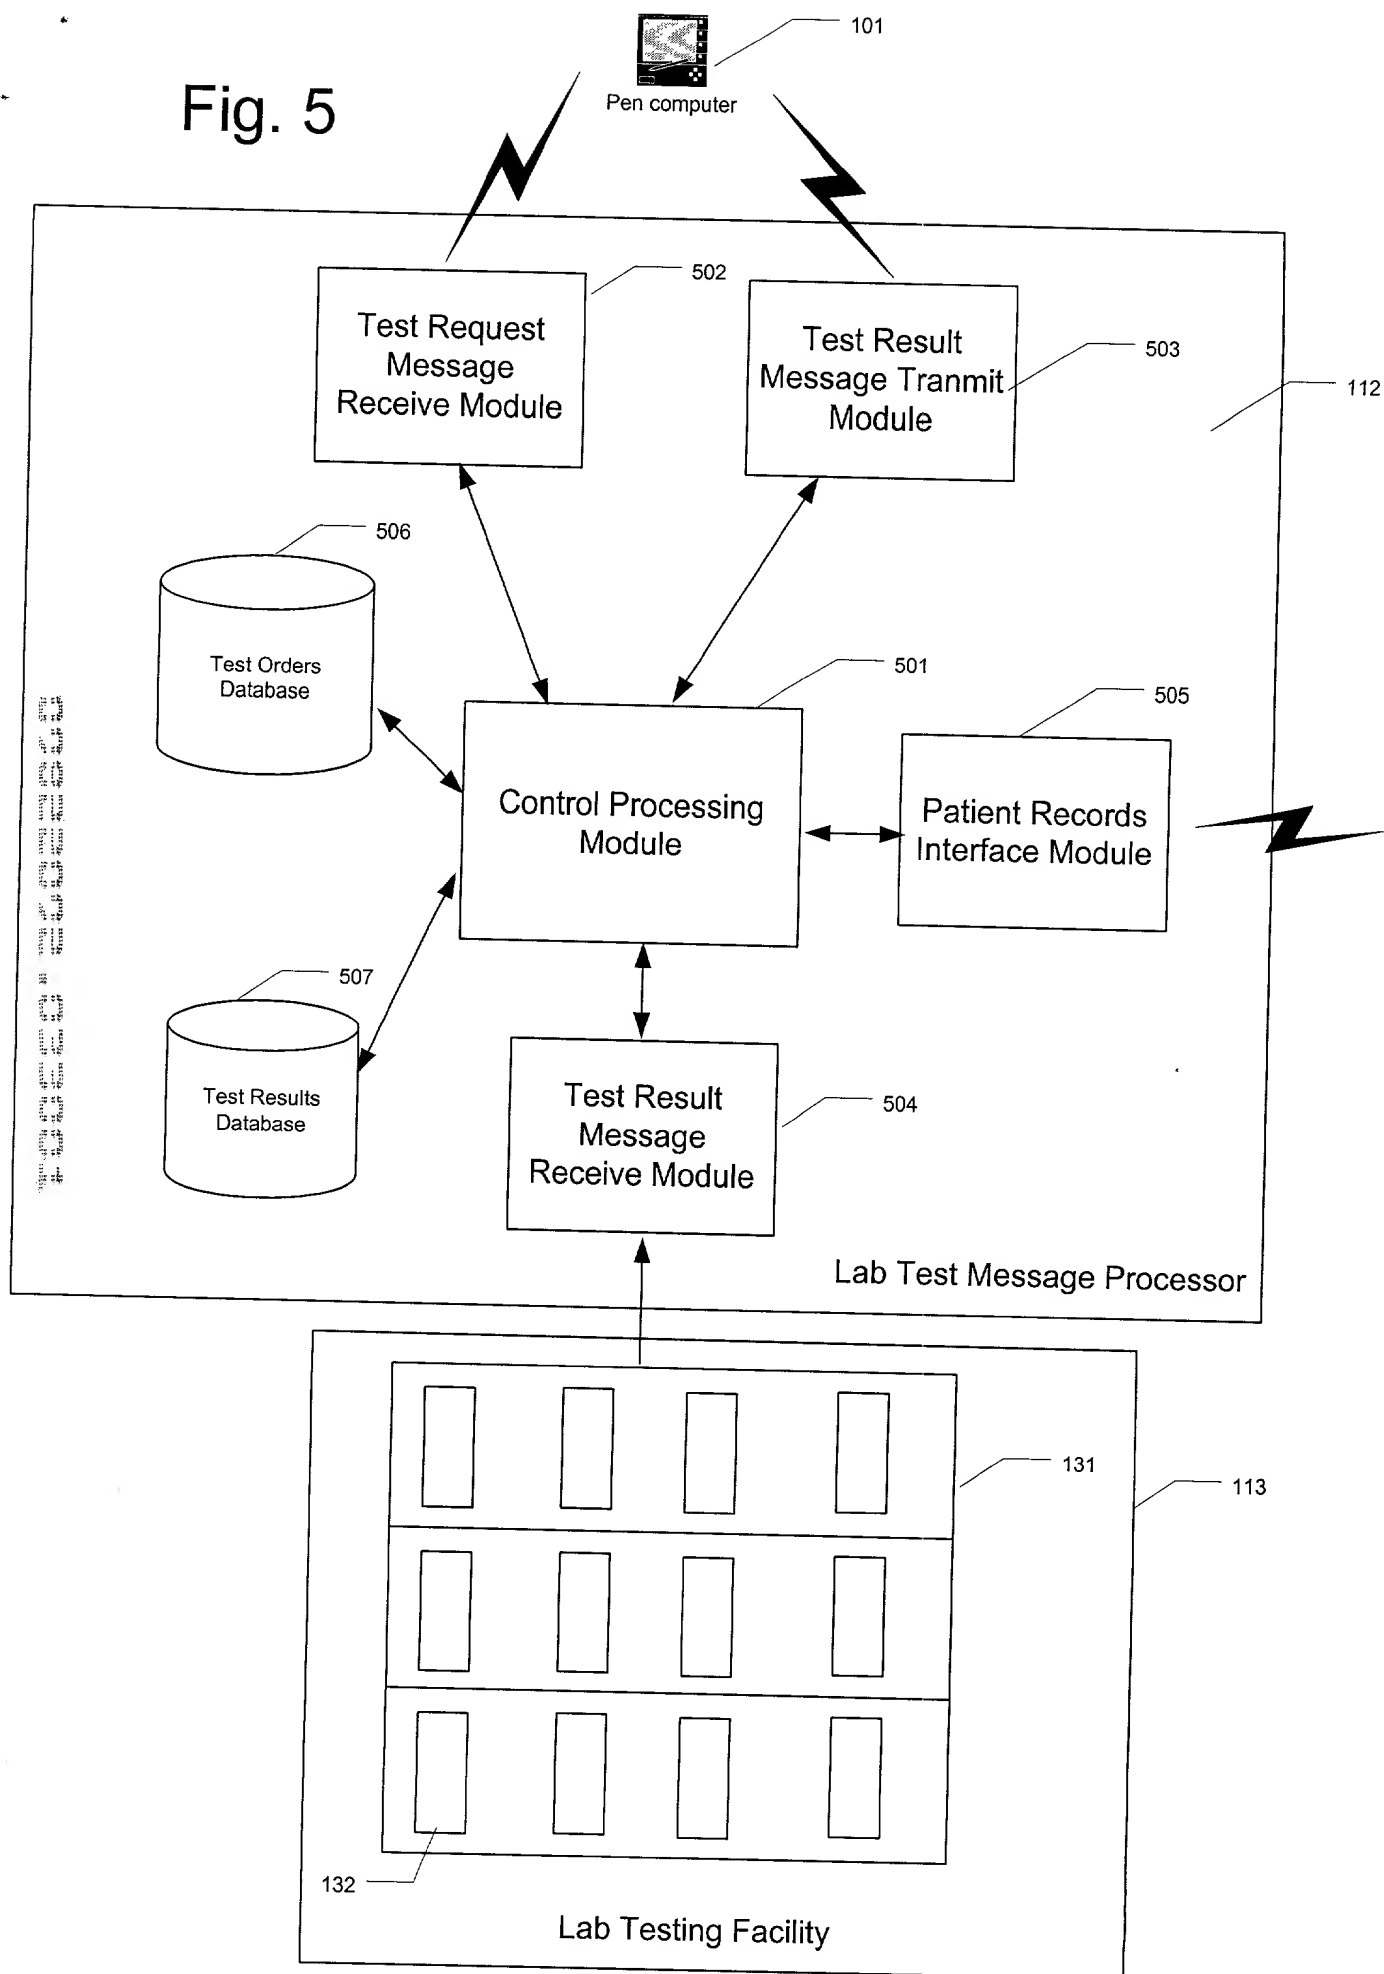 101
Pen computer
Fig. 5
502
Test Request
Message
Receive Module
Test Result
Message Tranmit
Module
503
112
506
Test Orders
Database
501
505
Control Processing
Module
Patient Records
Interface Module
507
Test Results
Database
Test Result
Message
Receive Module
504
Lab Test Message Processor
131
113
132
Lab Testing Facility